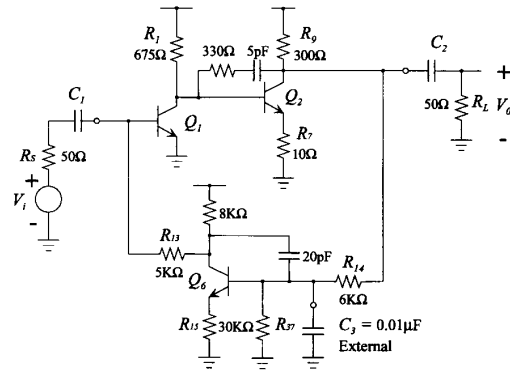 R1
675Ω
330Ω
5pF
R9
300Ω
C2
C1
Q1
Q2
R7
10Ω
50Ω
RL
+
Vo
-
RS
50Ω
+
Vi
-
8KΩ
R13
5KΩ
20pF
R14
6KΩ
Q6
R15
30KΩ
R37
C3 = 0.01μF
External